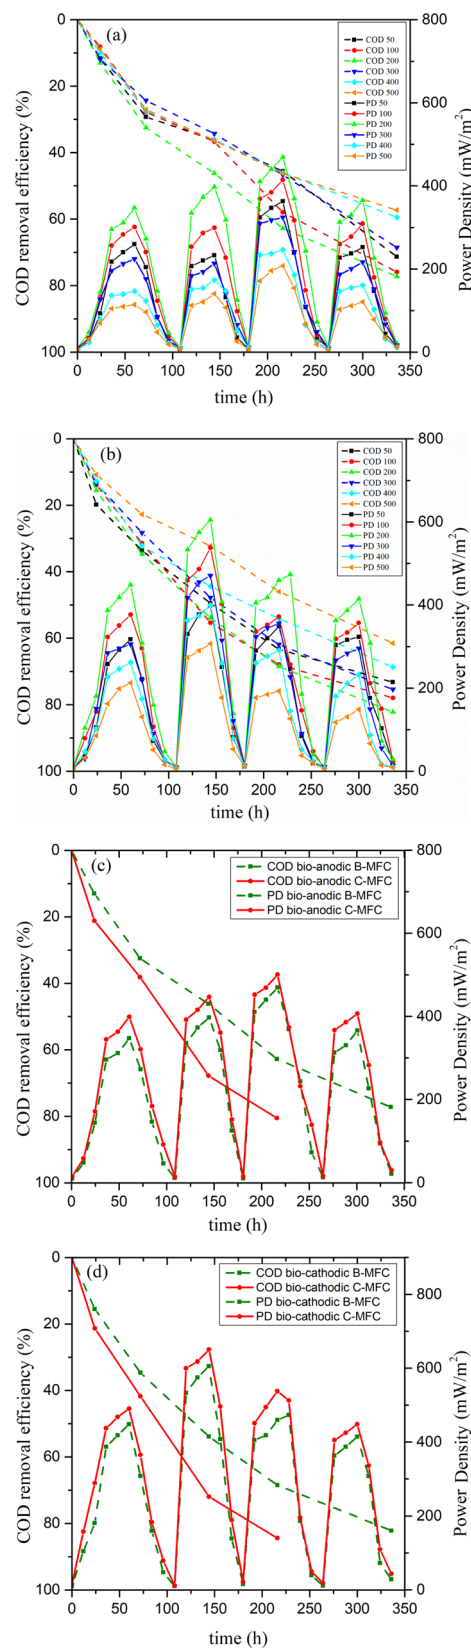 (a)
COD removal efficiency (%)
0
20
40
60
80
100
COD 50
COD 100
COD 200
COD 300
COD 400
COD 500
PD 50
PD 100
PD 200
PD 300
PD 400
PD 500
800
600
400
200
0
Power Density (mW/m²)
0 50 100 150 200 250 300 350
time (h)
(b)
COD removal efficiency (%)
0
20
40
60
80
100
COD 50
COD 100
COD 200
COD 300
COD 400
COD 500
PD 50
PD 100
PD 200
PD 300
PD 400
PD 500
800
600
400
200
0
Power Density (mW/m²)
0 50 100 150 200 250 300 350
time (h)
(c)
COD removal efficiency (%)
0
20
40
60
80
100
COD bio-anodic B-MFC
COD bio-anodic C-MFC
PD bio-anodic B-MFC
PD bio-anodic C-MFC
800
600
400
200
0
Power Density (mW/m²)
0 50 100 150 200 250 300 350
time (h)
(d)
COD removal efficiency (%)
0
20
40
60
80
100
COD bio-cathodic B-MFC
COD bio-cathodic C-MFC
PD bio-cathodic B-MFC
PD bio-cathodic C-MFC
800
600
400
200
0
Power Density (mW/m²)
0 50 100 150 200 250 300 350
time (h)